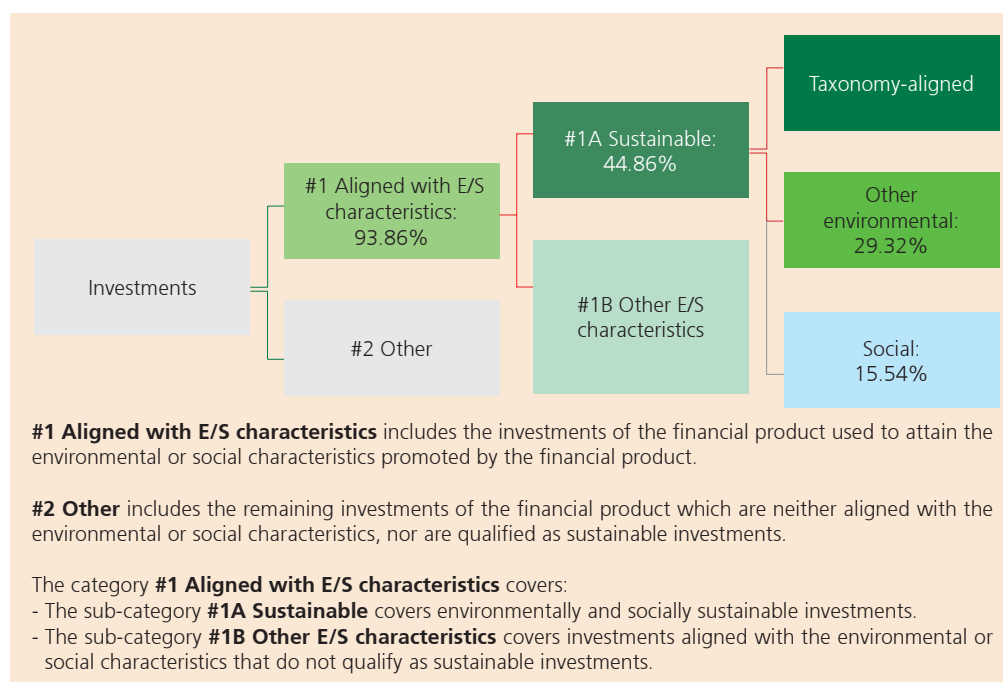 Taxonomy-aligned
#1A Sustainable:
44.86%
#1 Aligned with E/S
characteristics:
93.86%
Other
environmental:
29.32%
Investments
#1B Other E/S
characteristics
#2 Other
Social:
15.54%
#1 Aligned with E/S characteristics includes the investments of the financial product used to attain the
environmental or social characteristics promoted by the financial product.
#2 Other includes the remaining investments of the financial product which are neither aligned with the
environmental or social characteristics, nor are qualified as sustainable investments.
The category #1 Aligned with E/S characteristics covers:
- The sub-category #1A Sustainable covers environmentally and socially sustainable investments.
- The sub-category #1B Other E/S characteristics covers investments aligned with the environmental or
social characteristics that do not qualify as sustainable investments.